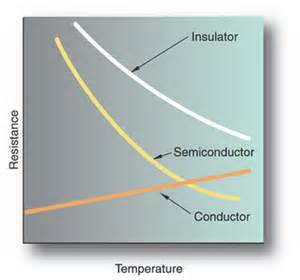 Insulator
Resistance
Semiconductor
Conductor
Temperature